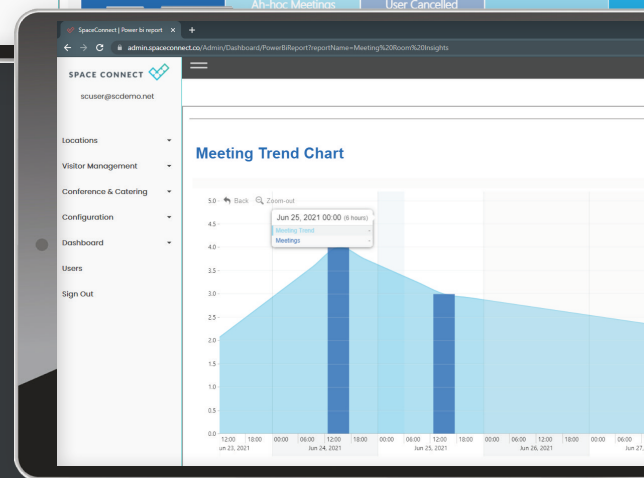 Ah-hoc Meetings User Cancelled
SpaceConnect | Power bi report × +
admin.spaceconnect.co/Admin/Dashboard/PowerBiReport?reportName=Meeting%20Room%20Insights
SPACE CONNECT
scuser@scdemo.net
Locations
Visitor Management
Conference & Catering
Configuration
Dashboard
Users
Sign Out
Meeting Trend Chart
Back Zoom-out
Jun 25, 2021 00:00 (6 hours)
Meeting Trend -
Meetings -
5.0
4.5
4.0
3.5
3.0
2.5
2.0
1.5
1.0
0.5
0.0
12:00 18:00 00:00 06:00 12:00 18:00 00:00 06:00 12:00 18:00 00:00 06:00 12:00 18:00 00:00 06:00
un 23, 2021 Jun 24, 2021 Jun 25, 2021 Jun 26, 2021 Jun 27,